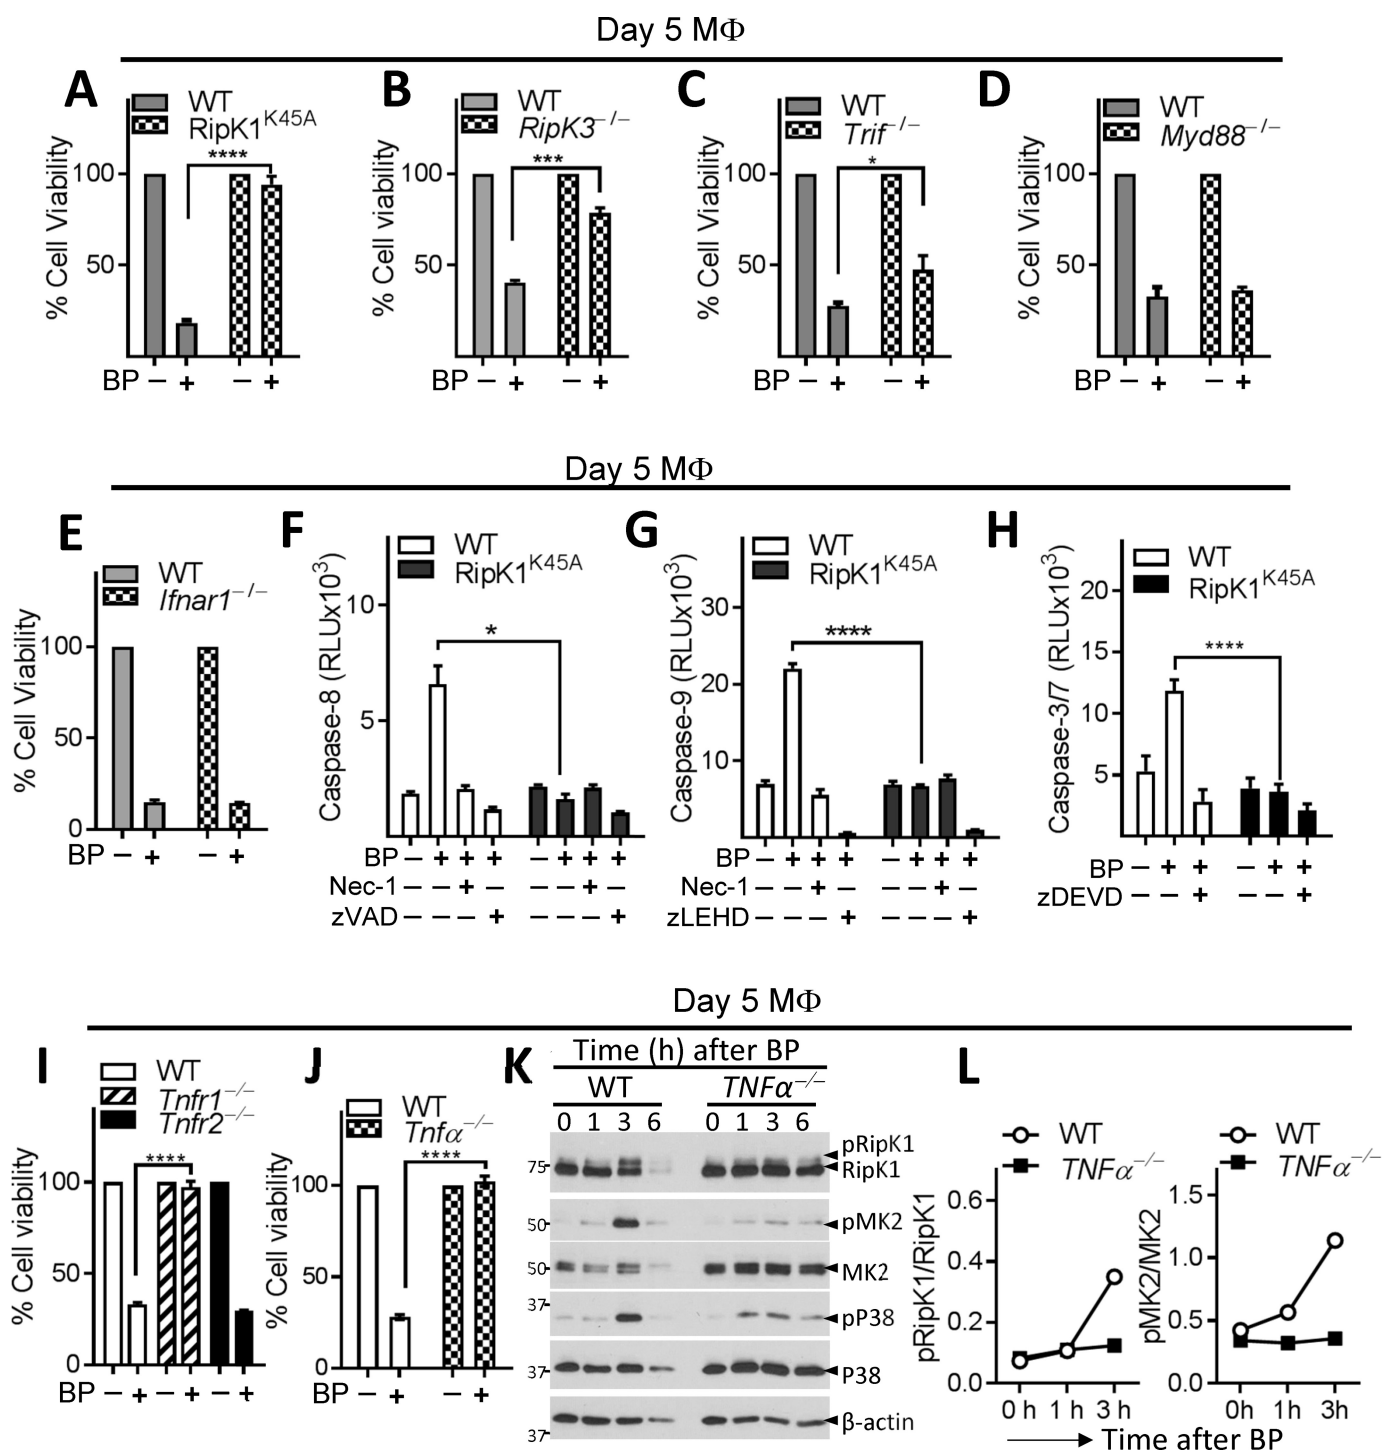 Day 5 MΦ
A
WT
RipK1^K45A
****
% Cell Viability
100
50
BP − + − +
B
WT
RipK3−/−
***
% Cell viability
100
50
BP − + − +
C
WT
Trif−/−
*
% Cell Viability
100
50
BP − + − +
D
WT
Myd88−/−
% Cell Viability
100
50
BP − + − +
Day 5 MΦ
E
WT
Ifnar1−/−
% Cell Viability
100
50
0
BP − + − +
F
WT
RipK1^K45A
*
Caspase-8 (RLUx10³)
10
5
BP − + + + − + + +
Nec-1 − − + − − − + −
zVAD − − − + − − − +
G
WT
RipK1^K45A
****
Caspase-9 (RLUx10³)
30
20
10
BP − + + + − + + +
Nec-1 − − + − − − + −
zLEHD − − − + − − − +
H
WT
RipK1^K45A
****
Caspase-3/7 (RLUx10³)
20
15
10
5
BP − + + − + +
zDEVD − − + − − +
Day 5 MΦ
I
WT
Tnfr1−/−
Tnfr2−/−
****
% Cell viability
100
50
0
BP − + − + − +
J
WT
Tnfα−/−
****
% Cell viability
100
50
0
BP − + − +
K
Time (h) after BP
WT TNFα−/−
0 1 3 6 0 1 3 6
pRipK1
75 RipK1
50 pMK2
50 MK2
37 pP38
37 P38
β-actin
37
L
WT
TNFα−/−
pRipK1/RipK1
0.6
0.4
0.2
0.0
0 h 1 h 3 h
WT
TNFα−/−
pMK2/MK2
1.5
1.0
0.5
0.0
0h 1h 3h
Time after BP